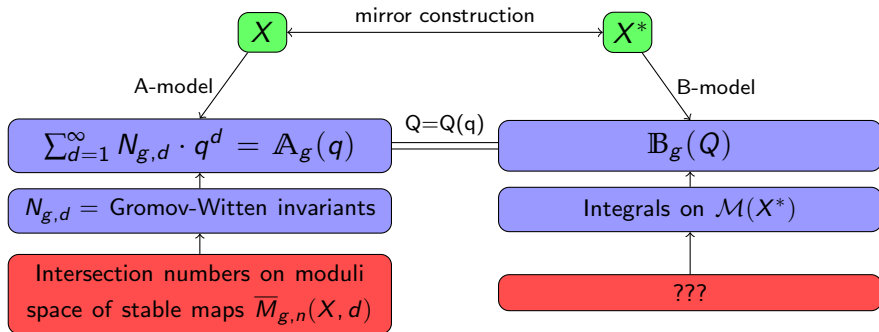 mirror construction
X
X*
A-model
B-model
∑_{d=1}^{∞} N_{g,d} · q^d = 𝔸_g(q)
Q=Q(q)
𝔹_g(Q)
N_{g,d} = Gromov-Witten invariants
Integrals on ℳ(X*)
Intersection numbers on moduli
space of stable maps M̅_{g,n}(X, d)
???